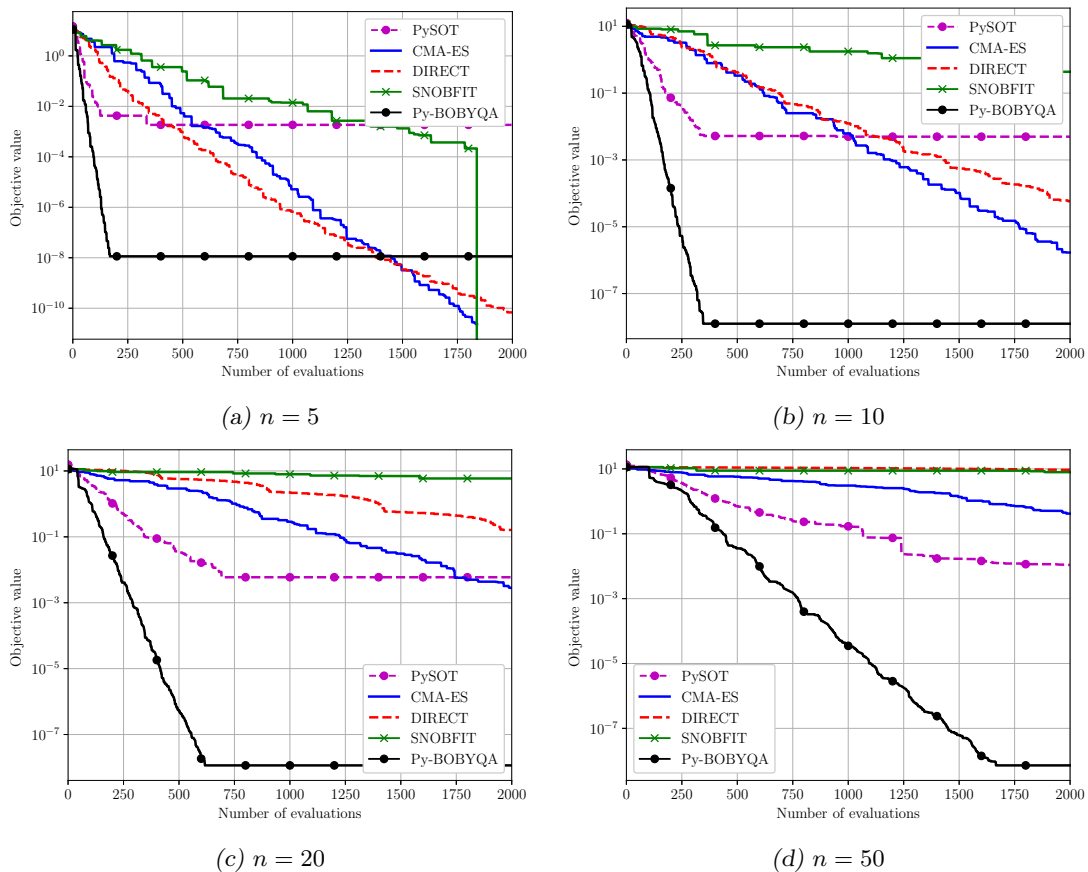 PySOT
CMA-ES
DIRECT
SNOBFIT
Py-BOBYQA
10^0
10^−2
10^−4
10^−6
10^−8
10^−10
Objective value
0 250 500 750 1000 1250 1500 1750 2000
Number of evaluations
(a) n = 5
PySOT
CMA-ES
DIRECT
SNOBFIT
Py-BOBYQA
10^1
10^−1
10^−3
10^−5
10^−7
Objective value
0 250 500 750 1000 1250 1500 1750 2000
Number of evaluations
(b) n = 10
10^1
10^−1
10^−3
10^−5
10^−7
Objective value
PySOT
CMA-ES
DIRECT
SNOBFIT
Py-BOBYQA
0 250 500 750 1000 1250 1500 1750 2000
Number of evaluations
(c) n = 20
10^1
10^−1
10^−3
10^−5
10^−7
Objective value
PySOT
CMA-ES
DIRECT
SNOBFIT
Py-BOBYQA
0 250 500 750 1000 1250 1500 1750 2000
Number of evaluations
(d) n = 50